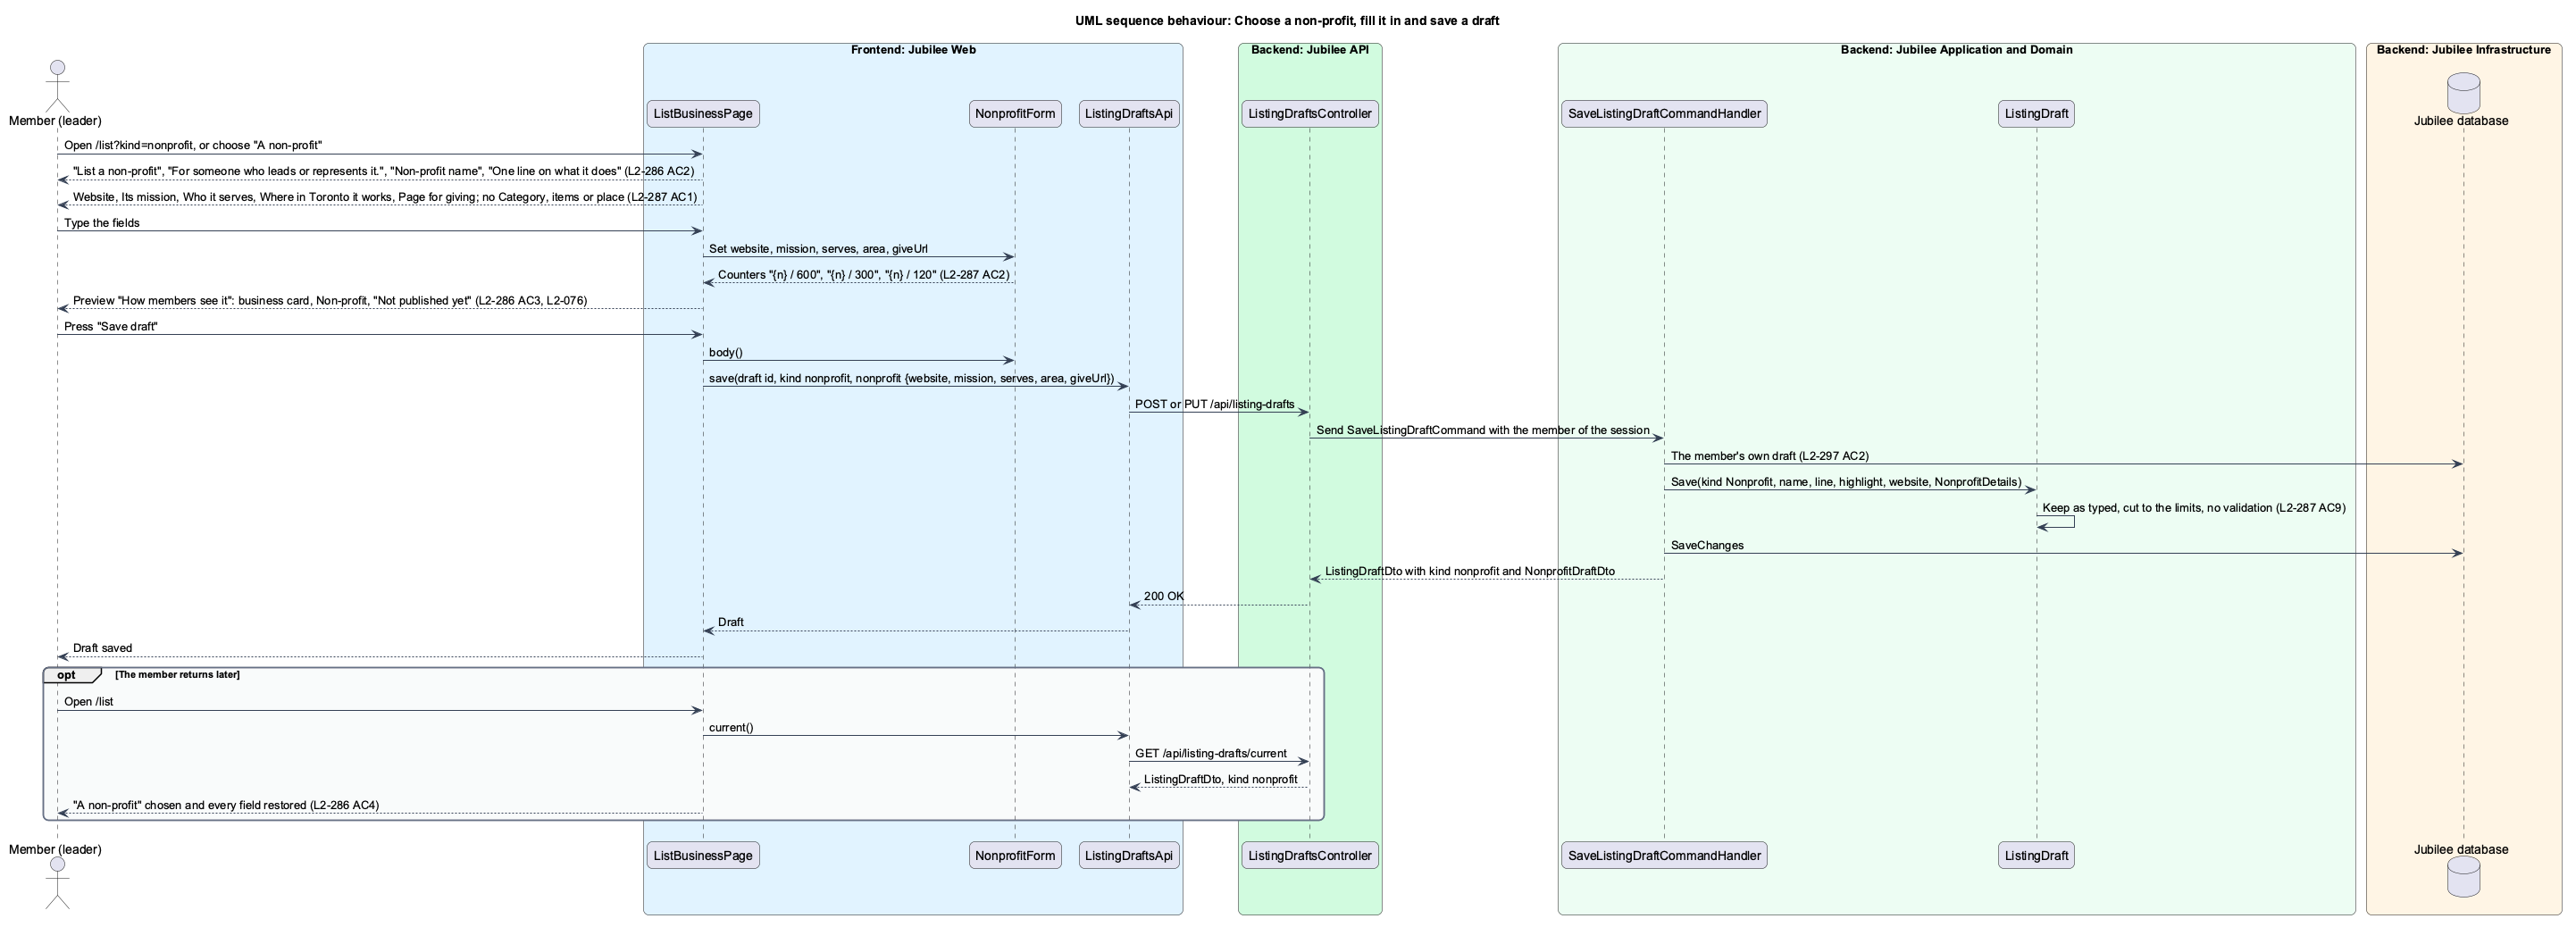 UML sequence behaviour: Choose a non-profit, fill it in and save a draft
Frontend: Jubilee Web
Backend: Jubilee API
Backend: Jubilee Application and Domain
Backend: Jubilee Infrastructure
Member (leader)
ListBusinessPage
NonprofitForm
ListingDraftsApi
ListingDraftsController
SaveListingDraftCommandHandler
ListingDraft
Jubilee database
Open /list?kind=nonprofit, or choose "A non-profit"
"List a non-profit", "For someone who leads or represents it.", "Non-profit name", "One line on what it does" (L2-286 AC2)
Website, Its mission, Who it serves, Where in Toronto it works, Page for giving; no Category, items or place (L2-287 AC1)
Type the fields
Set website, mission, serves, area, giveUrl
Counters "{n} / 600", "{n} / 300", "{n} / 120" (L2-287 AC2)
Preview "How members see it": business card, Non-profit, "Not published yet" (L2-286 AC3, L2-076)
Press "Save draft"
body()
save(draft id, kind nonprofit, nonprofit {website, mission, serves, area, giveUrl})
POST or PUT /api/listing-drafts
Send SaveListingDraftCommand with the member of the session
The member's own draft (L2-297 AC2)
Save(kind Nonprofit, name, line, highlight, website, NonprofitDetails)
Keep as typed, cut to the limits, no validation (L2-287 AC9)
SaveChanges
ListingDraftDto with kind nonprofit and NonprofitDraftDto
200 OK
Draft
Draft saved
opt [The member returns later]
Open /list
current()
GET /api/listing-drafts/current
ListingDraftDto, kind nonprofit
"A non-profit" chosen and every field restored (L2-286 AC4)
Member (leader)
ListBusinessPage
NonprofitForm
ListingDraftsApi
ListingDraftsController
SaveListingDraftCommandHandler
ListingDraft
Jubilee database